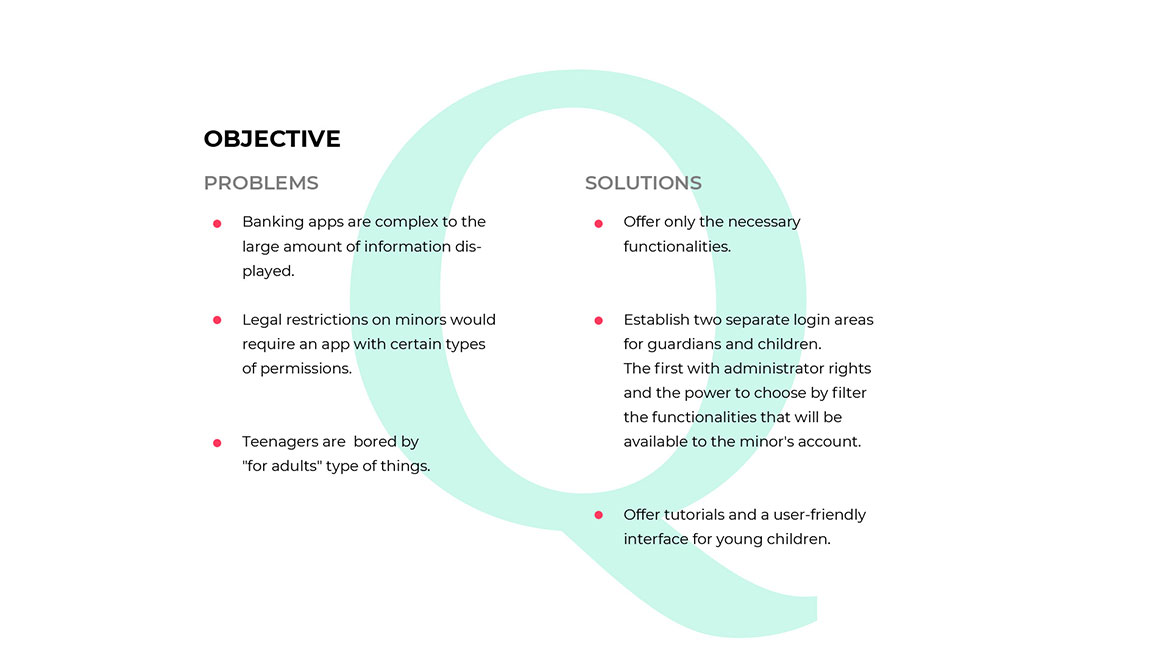 OBJECTIVE
PROBLEMS
Banking apps are complex to the
large amount of information dis-
played.
Legal restrictions on minors would
require an app with certain types
of permissions.
Teenagers are  bored by
"for adults" type of things.
SOLUTIONS
Offer only the necessary
functionalities.
Establish two separate login areas
for guardians and children.
The first with administrator rights
and the power to choose by filter
the functionalities that will be
available to the minor's account.
Offer tutorials and a user-friendly
interface for young children.
Q